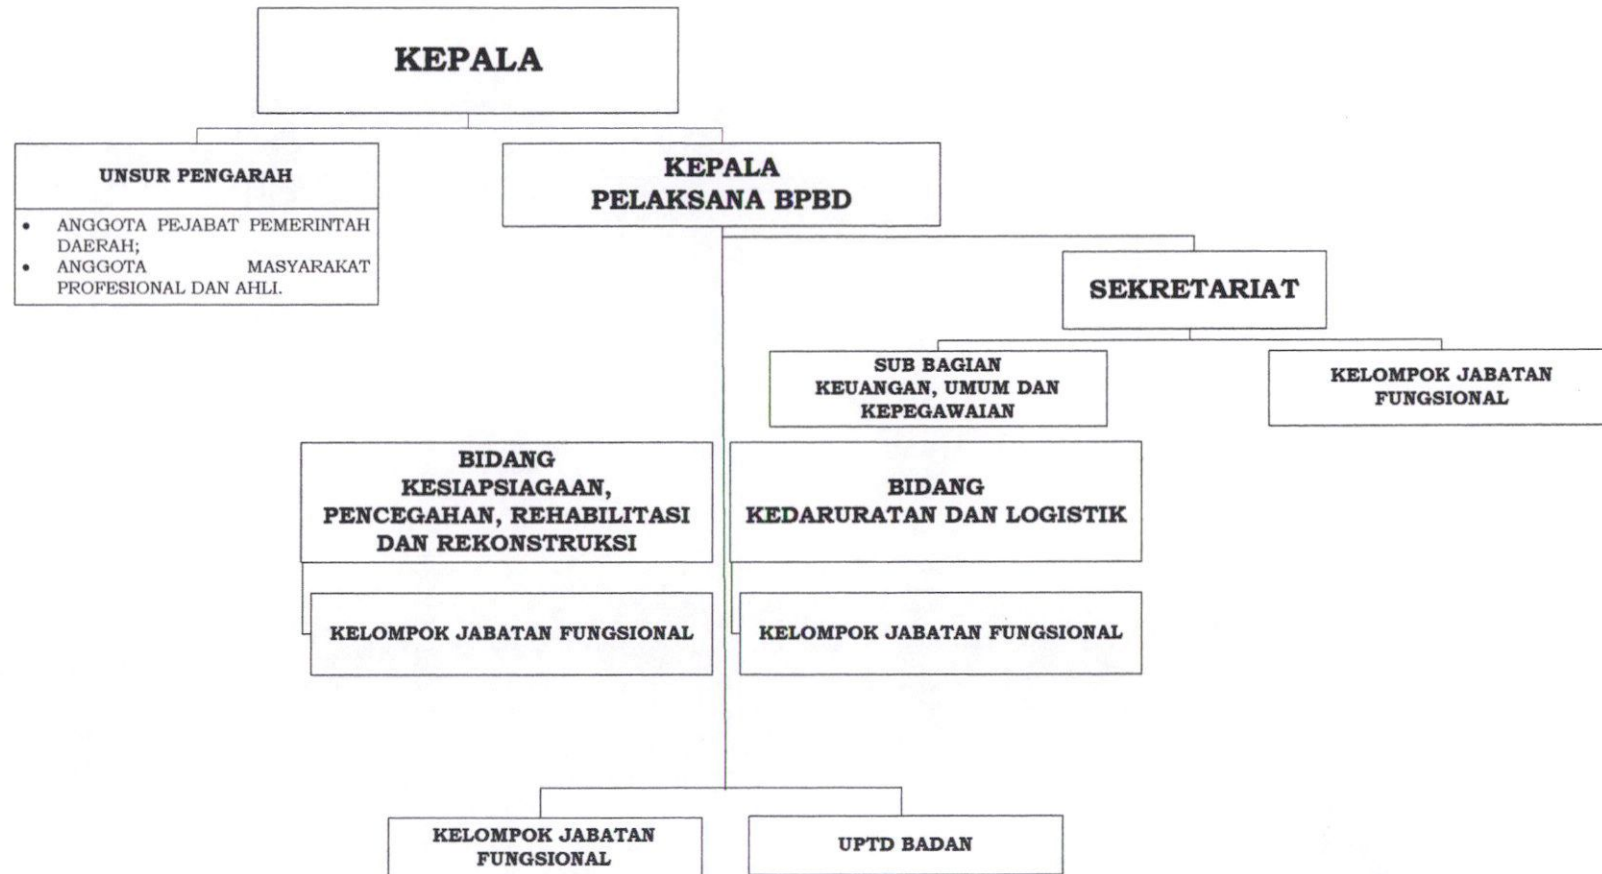 KEPALA
UNSUR PENGARAH
• ANGGOTA PEJABAT PEMERINTAH
DAERAH;
• ANGGOTA MASYARAKAT
PROFESIONAL DAN AHLI.
KEPALA
PELAKSANA BPBD
SEKRETARIAT
SUB BAGIAN
KEUANGAN, UMUM DAN
KEPEGAWAIAN
KELOMPOK JABATAN
FUNGSIONAL
BIDANG
KESIAPSIAGAAN,
PENCEGAHAN, REHABILITASI
DAN REKONSTRUKSI
BIDANG
KEDARURATAN DAN LOGISTIK
KELOMPOK JABATAN FUNGSIONAL
KELOMPOK JABATAN FUNGSIONAL
KELOMPOK JABATAN
FUNGSIONAL
UPTD BADAN